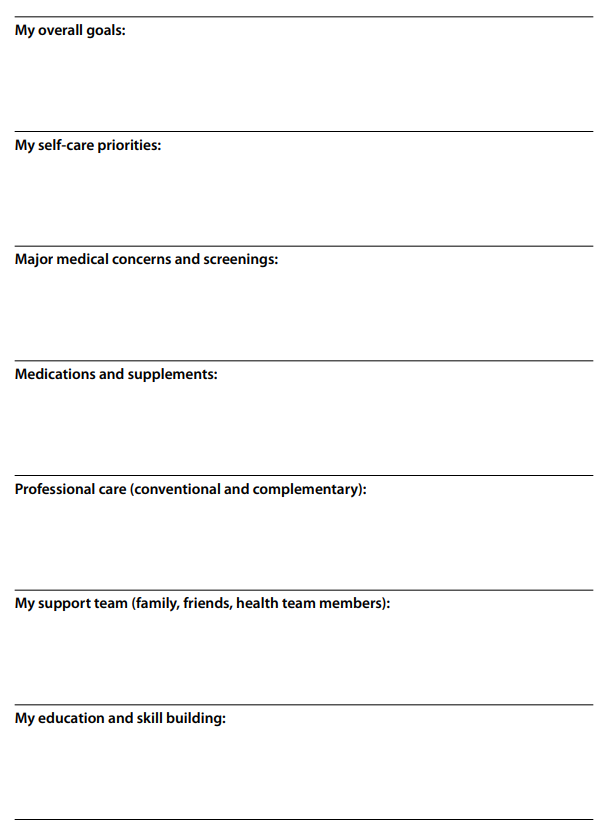 My overall goals:
My self-care priorities:
Major medical concerns and screenings:
Medications and supplements:
Professional care (conventional and complementary):
My support team (family, friends, health team members):
My education and skill building: